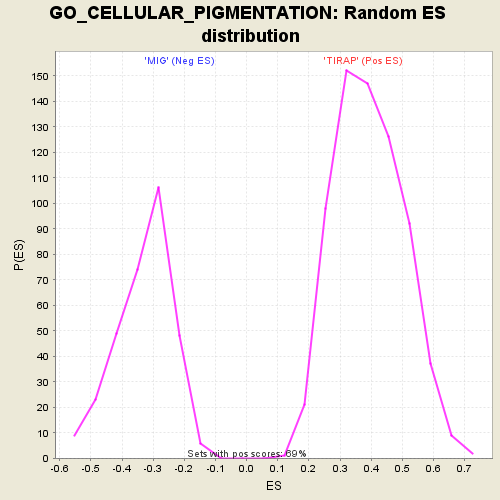 GO_CELLULAR_PIGMENTATION: Random ES
distribution
'MIG' (Neg ES)
'TIRAP' (Pos ES)
P(ES)
150
140
130
120
110
100
90
80
70
60
50
40
30
20
10
0
Sets with pos scores: 69%
-0.6 -0.5 -0.4 -0.3 -0.2 -0.1 0.0 0.1 0.2 0.3 0.4 0.5 0.6 0.7
ES